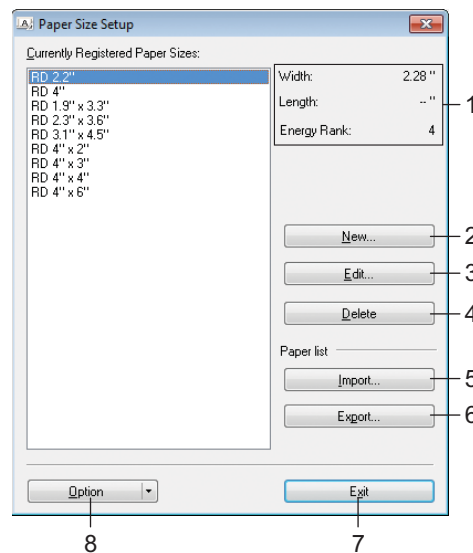 Paper Size Setup
Currently Registered Paper Sizes:
RD 2.2"
RD 4"
RD 1.9" x 3.3"
RD 2.3" x 3.6"
RD 3.1" x 4.5"
RD 4" x 2"
RD 4" x 3"
RD 4" x 4"
RD 4" x 6"
Width: 2.28 "
Length: -- "
Energy Rank: 4
1
New... 2
Edit... 3
Delete 4
Paper list
Import... 5
Export... 6
Option
Exit
8
7